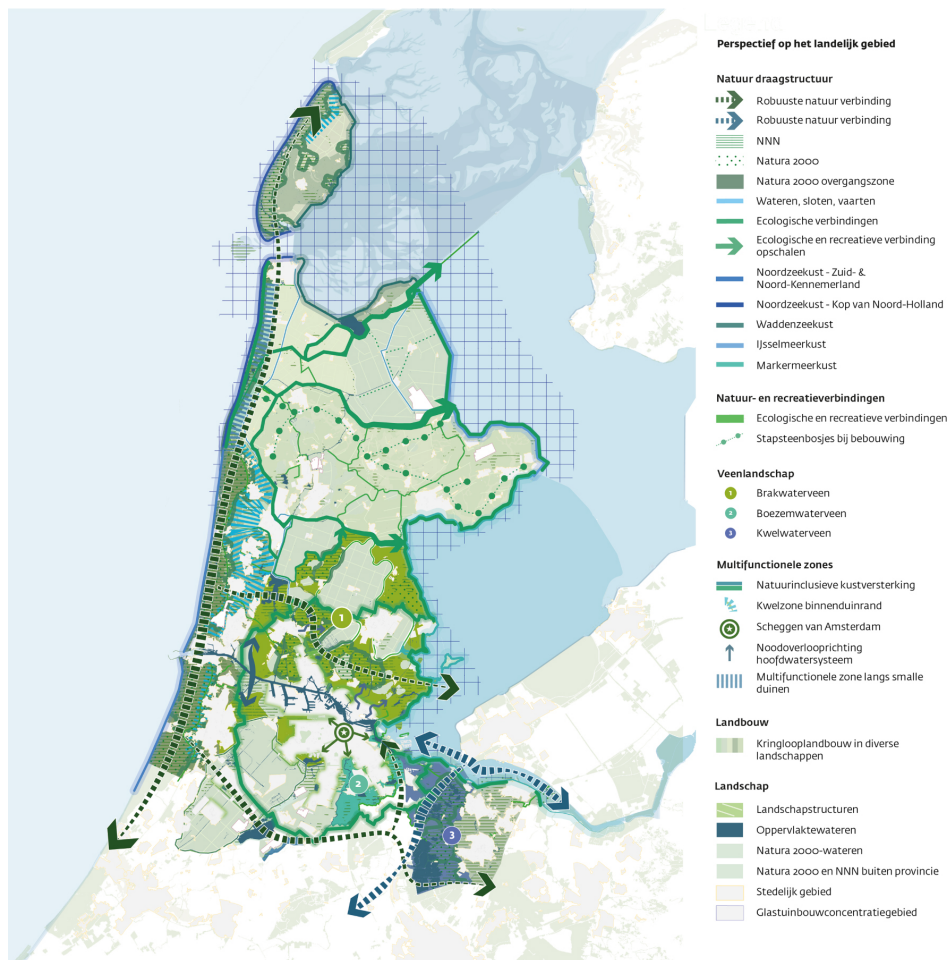 Perspectief op het landelijk gebied
Natuur draagstructuur
Robuuste natuur verbinding
Robuuste natuur verbinding
NNN
Natura 2000
Natura 2000 overgangszone
Wateren, sloten, vaarten
Ecologische verbindingen
Ecologische en recreatieve verbinding
opschalen
Noordzeekust - Zuid- &
Noord-Kennemerland
Noordzeekust - Kop van Noord-Holland
Waddenzeekust
IJsselmeerkust
Markermeerkust
Natuur- en recreatieverbindingen
Ecologische en recreatieve verbindingen
Stapsteenbosjes bij bebouwing
Veenlandschap
1 Brakwaterveen
2 Boezemwaterveen
3 Kwelwaterveen
Multifunctionele zones
Natuurinclusieve kustversterking
Kwelzone binnenduinrand
Scheggen van Amsterdam
Noodoverlooprichting
hoofdwatersysteem
Multifunctionele zone langs smalle
duinen
Landbouw
Kringlooplandbouw in diverse
landschappen
Landschap
Landschapstructuren
Oppervlaktewateren
Natura 2000-wateren
Natura 2000 en NNN buiten provincie
Stedelijk gebied
Glastuinbouwconcentratiegebied
1
2
3